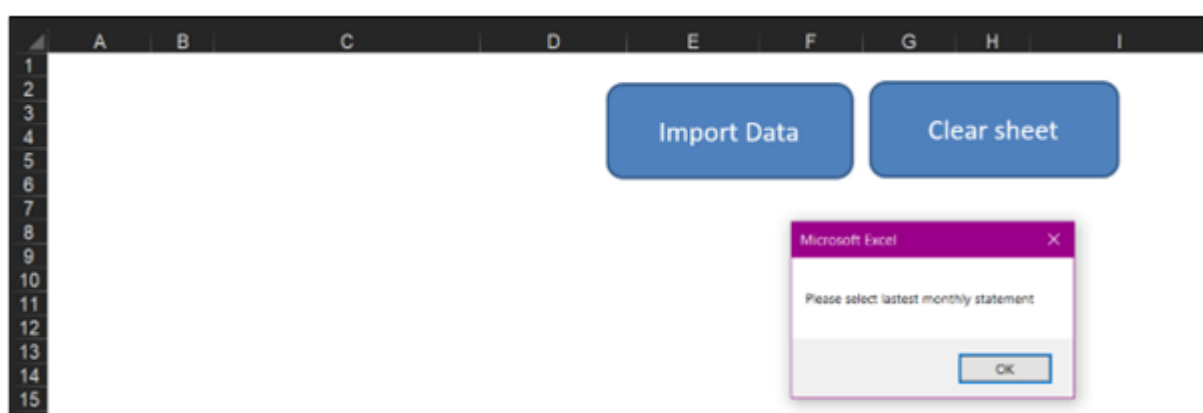 A B C D E F G H I
1
2
3
4
5
6
7
8
9
10
11
12
13
14
15
Import Data
Clear sheet
Microsoft Excel
Please select lastest monthly statement
OK